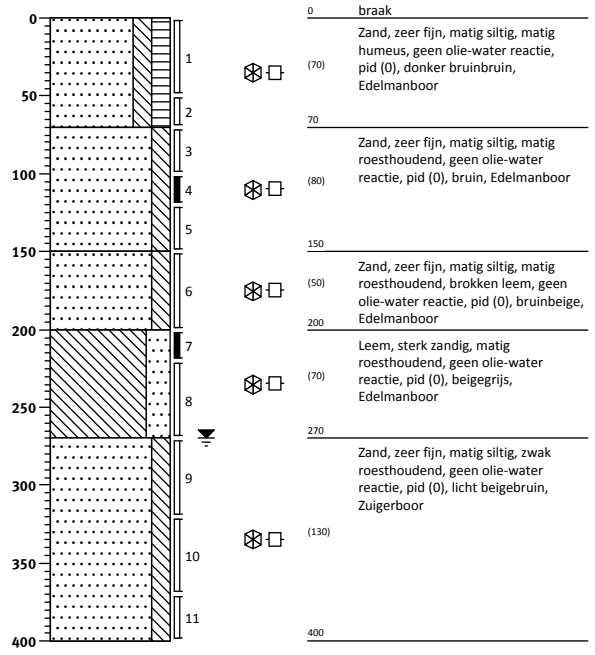 0
50
100
150
200
250
300
350
400
1
2
3
4
5
6
7
8
9
10
11
0 braak
Zand, zeer fijn, matig siltig, matig
humeus, geen olie-water reactie,
(70)
pid (0), donker bruinbruin,
Edelmanboor
70
Zand, zeer fijn, matig siltig, matig
roesthoudend, geen olie-water
(80)
reactie, pid (0), bruin, Edelmanboor
150
Zand, zeer fijn, matig siltig, matig
(50)
roesthoudend, brokken leem, geen
olie-water reactie, pid (0), bruinbeige,
Edelmanboor
200
Leem, sterk zandig, matig
roesthoudend, geen olie-water
(70)
reactie, pid (0), beigegrijs,
Edelmanboor
270
Zand, zeer fijn, matig siltig, zwak
roesthoudend, geen olie-water
reactie, pid (0), licht beigebruin,
Zuigerboor
(130)
400